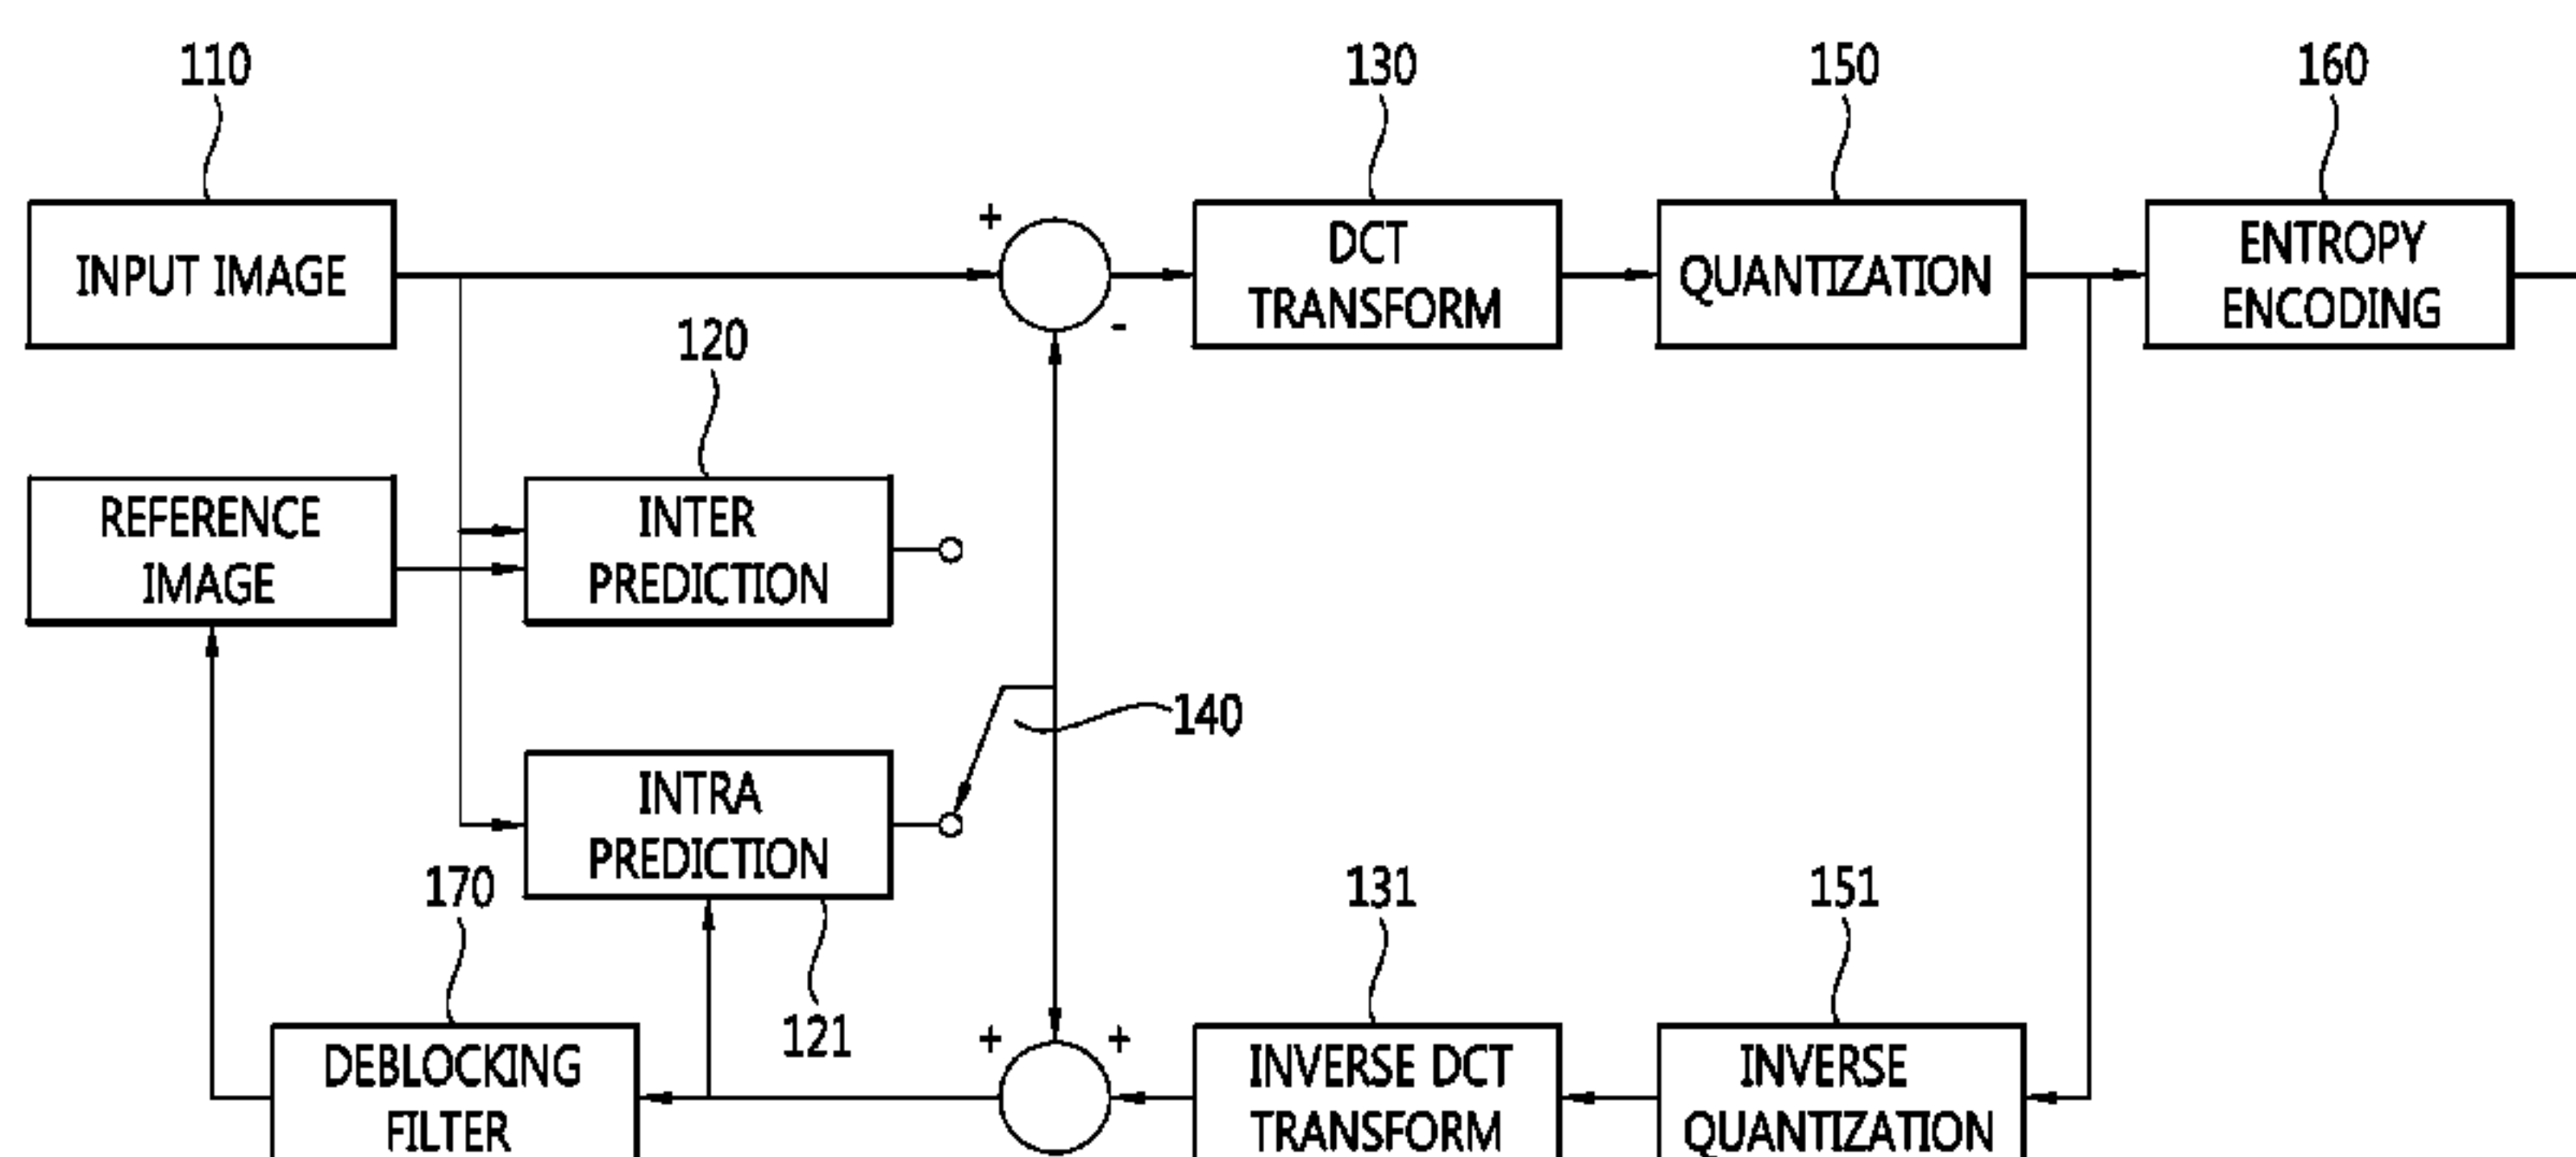 110
130
150
160
+
INPUT IMAGE
DCT
TRANSFORM
QUANTIZATION
ENTROPY
ENCODING
-
120
REFERENCE
IMAGE
INTER
PREDICTION
140
INTRA
PREDICTION
170
131
151
121
+
+
DEBLOCKING
FILTER
INVERSE DCT
TRANSFORM
INVERSE
QUANTIZATION